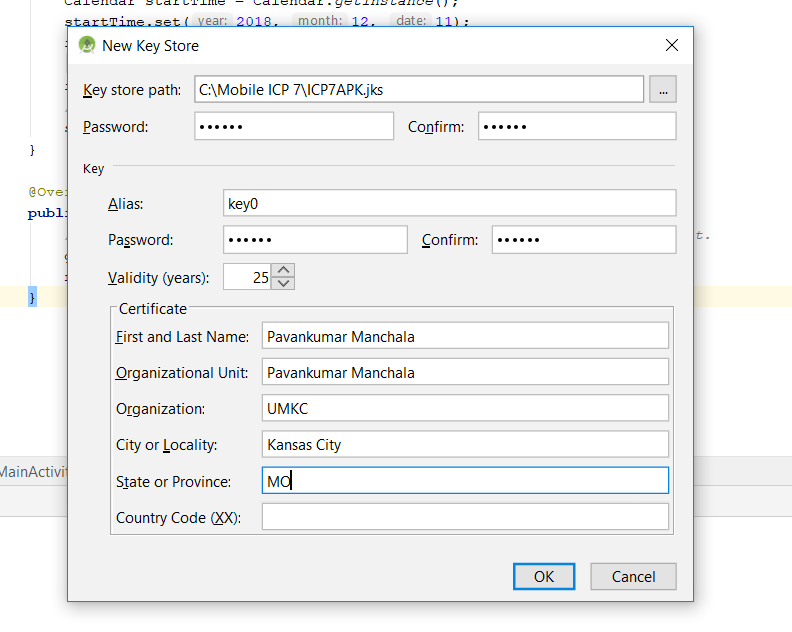 Calendar startTime = Calendar.getInstance();
startTime.set( year: 2018, month: 12, date: 11);
New Key Store
Key store path: C:\Mobile ICP 7\ICP7APK.jks ...
Password: •••••• Confirm: ••••••
}
Key
@Over
Alias: key0
publi
Password: •••••• Confirm: •••••• t.
Validity (years): 25
}
Certificate
First and Last Name: Pavankumar Manchala
Organizational Unit: Pavankumar Manchala
Organization: UMKC
City or Locality: Kansas City
MainActivit
State or Province: MO
Country Code (XX):
OK Cancel